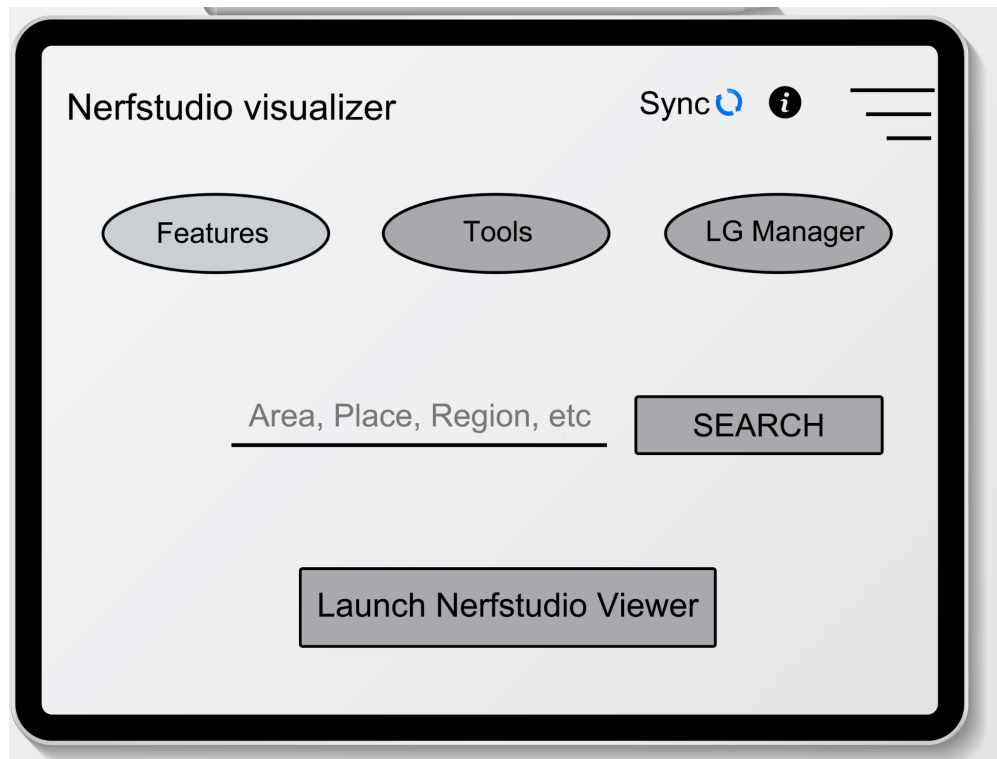 Nerfstudio visualizer
Sync
i
Features
Tools
LG Manager
Area, Place, Region, etc
SEARCH
Launch Nerfstudio Viewer